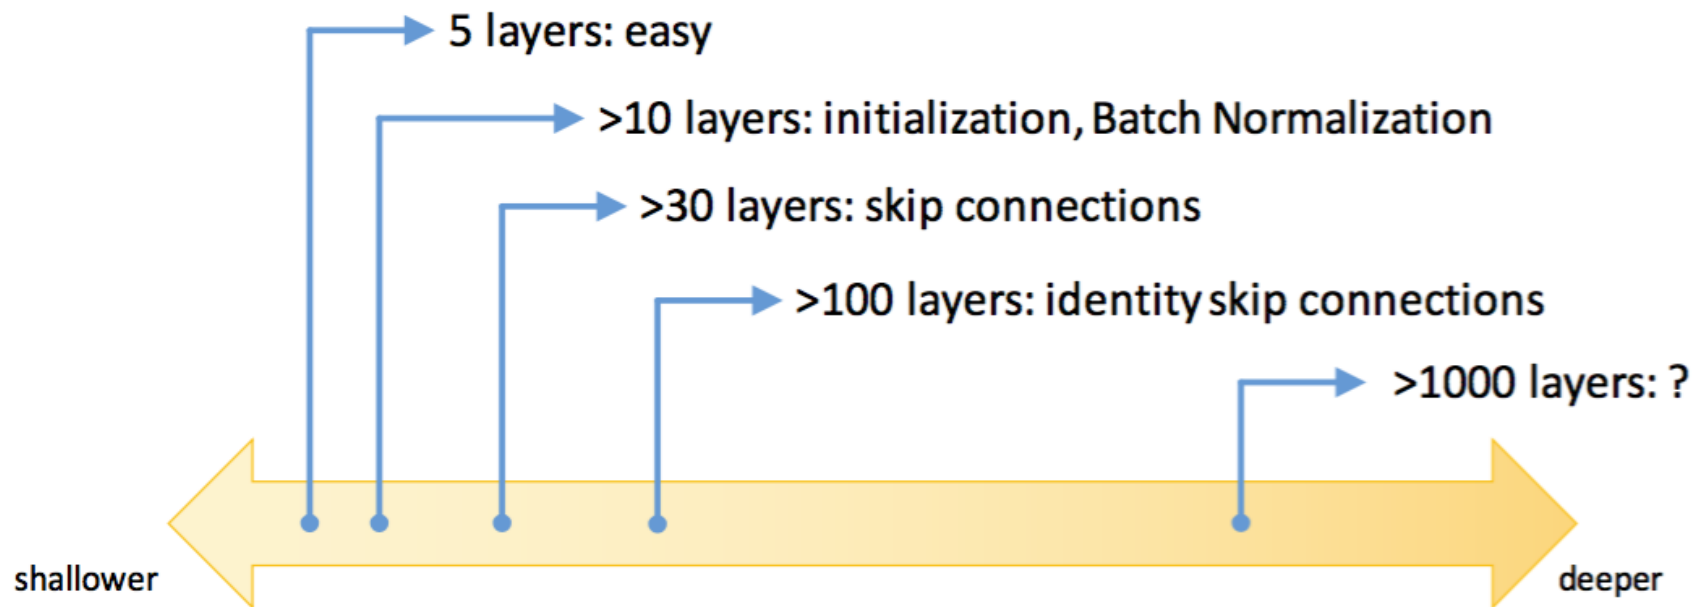 5 layers: easy
>10 layers: initialization, Batch Normalization
>30 layers: skip connections
>100 layers: identity skip connections
>1000 layers: ?
shallower
deeper